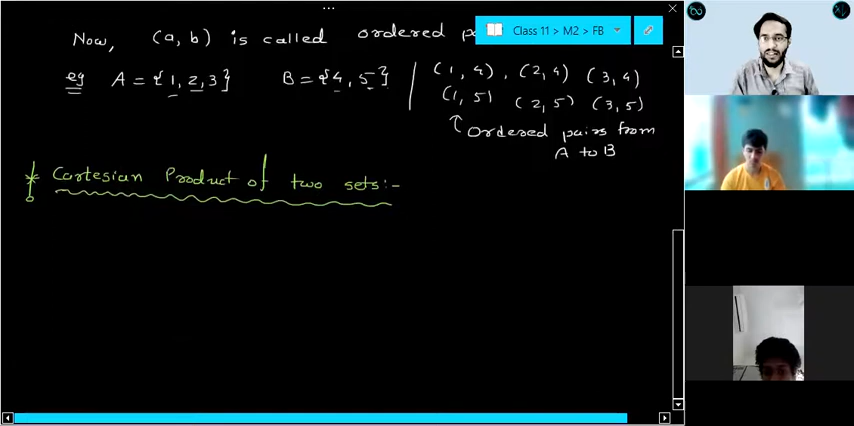 Now, (a, b) is called ordered
Class 11 > M2 > FB
eg A = {1, 2, 3} B = {4, 5}
(1, 4), (2, 4) (3, 4)
(1, 5) (2, 5) (3, 5)
↑ Ordered pairs from
A to B
* Cartesian Product of two sets:-